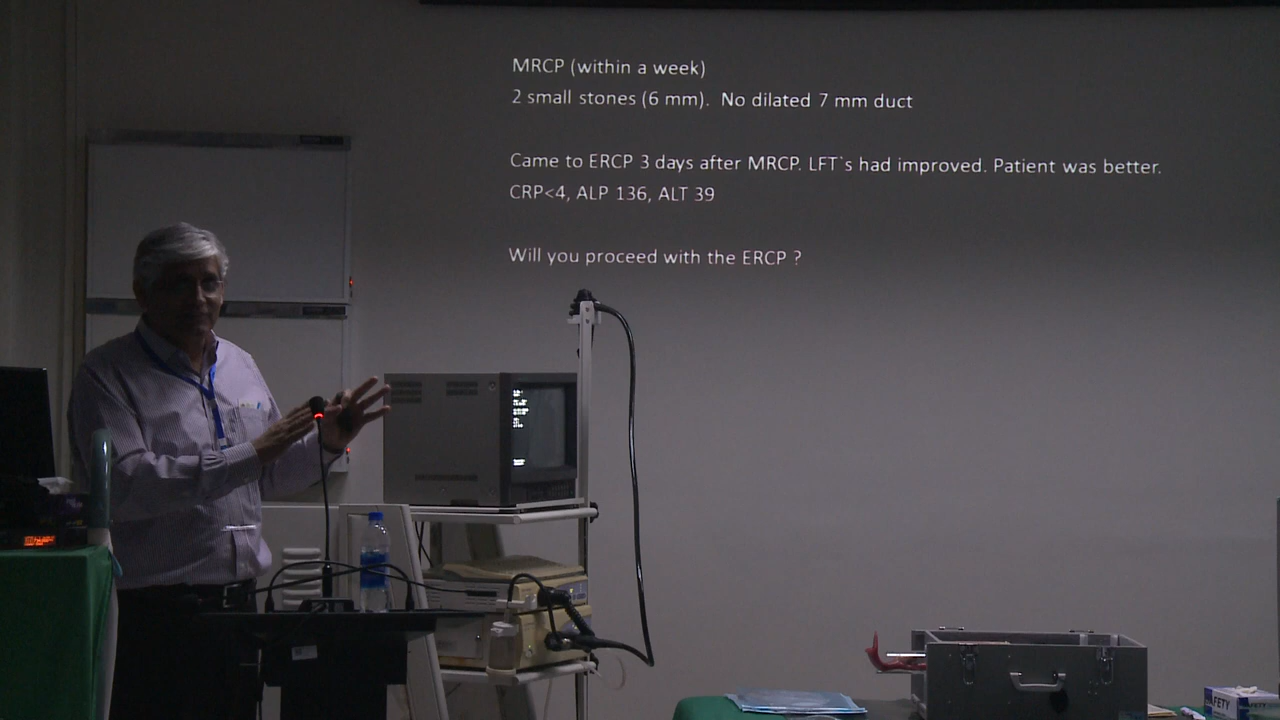 MRCP (within a week)
2 small stones (6 mm).  No dilated 7 mm duct
Came to ERCP 3 days after MRCP. LFT`s had improved. Patient was better.
CRP<4, ALP 136, ALT 39
Will you proceed with the ERCP ?